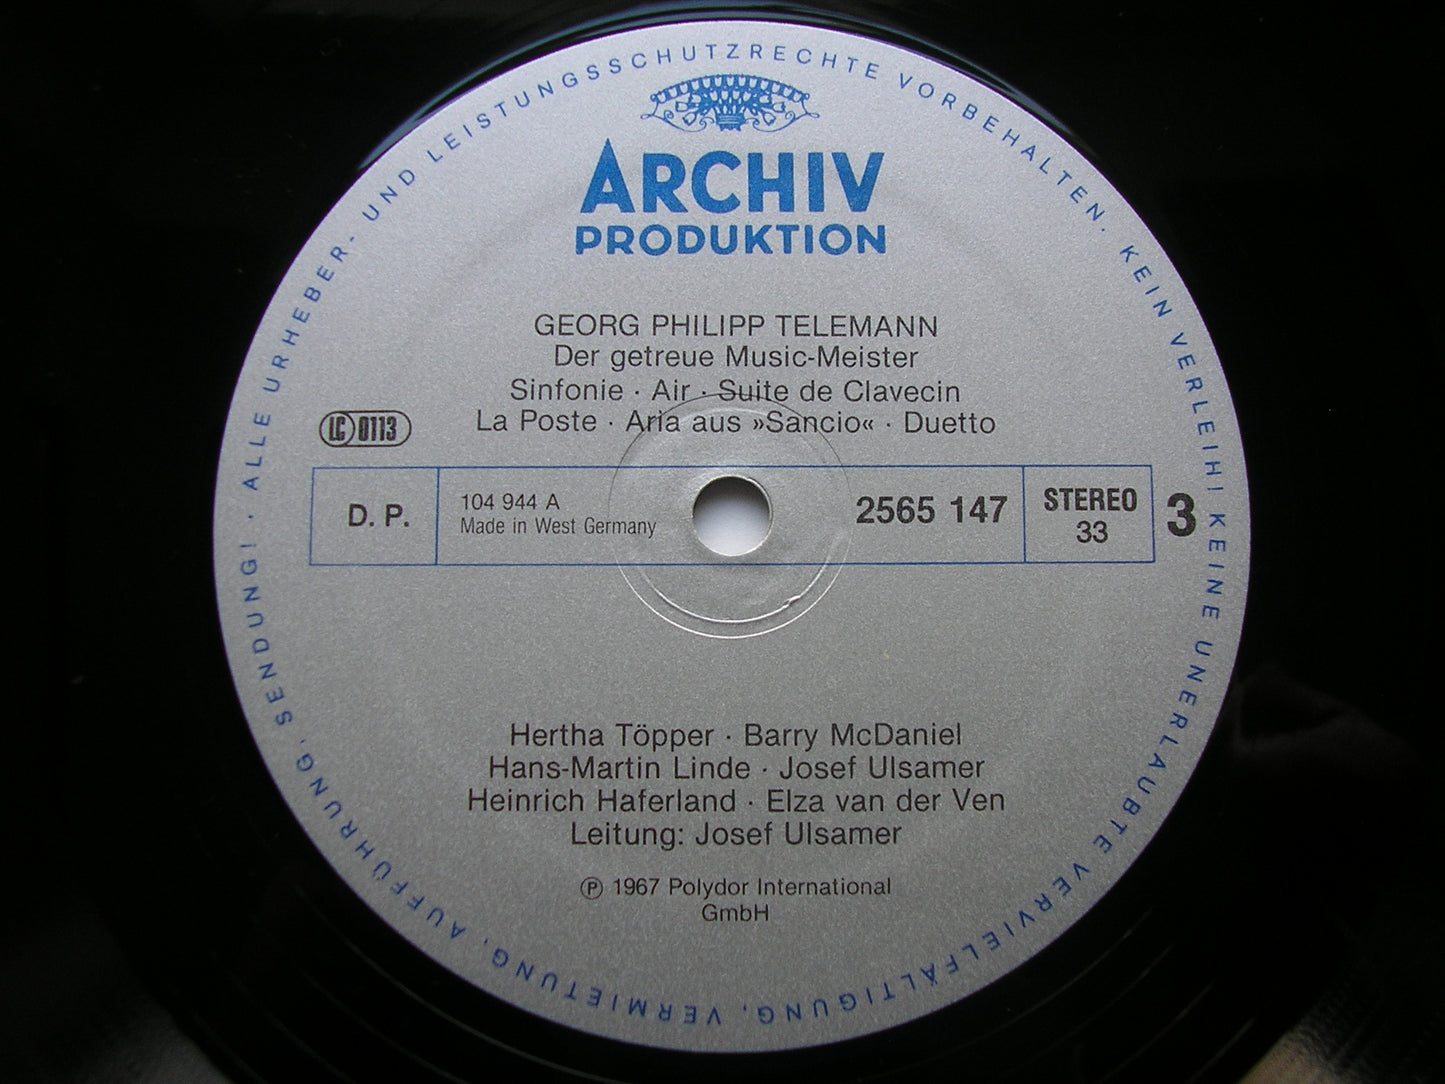 ALLE URHEBER- UND LEISTUNGSSCHUTZRECHTE VORBEHALTEN. KEIN VERLEIH! KEINE UNERLAUBTE VERVIELFÄLTIGUNG, VERMIETUNG, AUFFÜHRUNG, SENDUNG! ·
ARCHIV
PRODUKTION
GEORG PHILIPP TELEMANN
Der getreue Music-Meister
Sinfonie · Air · Suite de Clavecin
La Poste · Aria aus »Sancio« · Duetto
LC 0113
D. P.
104 944 A
Made in West Germany
2565 147
STEREO
33
3
Hertha Töpper · Barry McDaniel
Hans-Martin Linde · Josef Ulsamer
Heinrich Haferland · Elza van der Ven
Leitung: Josef Ulsamer
℗ 1967 Polydor International
GmbH